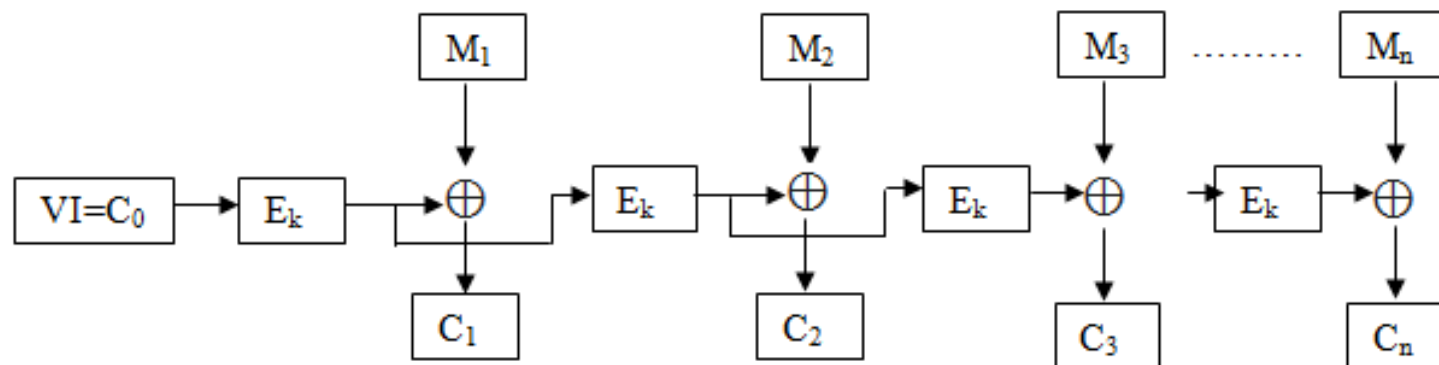 M₁ M₂ M₃ ......... Mₙ
VI=C₀ Eₖ Eₖ Eₖ Eₖ
C₁ C₂ C₃ Cₙ